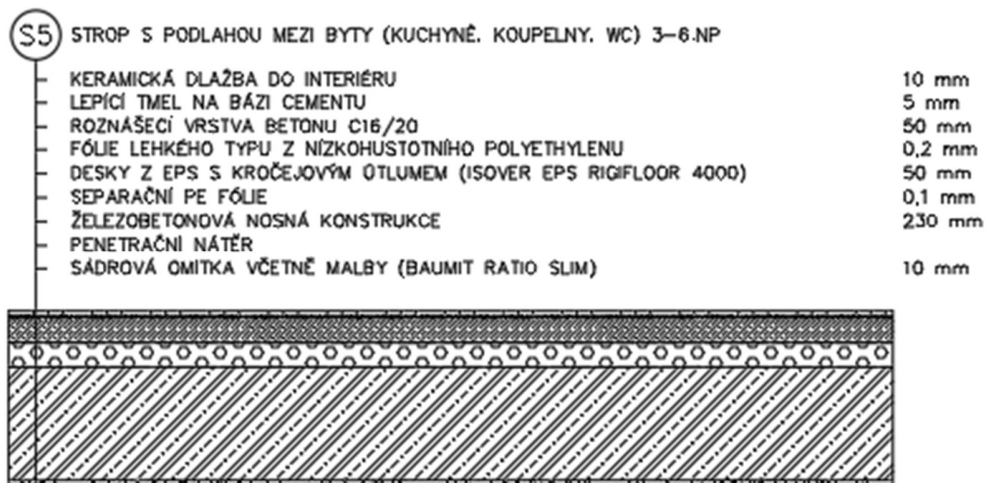 S5 STROP S PODLAHOU MEZI BYTY (KUCHYNĚ, KOUPELNY, WC) 3-6.NP
KERAMICKÁ DLAŽBA DO INTERIÉRU 10 mm
LEPÍCÍ TMEL NA BÁZI CEMENTU 5 mm
ROZNÁŠECÍ VRSTVA BETONU C16/20 50 mm
FÓLIE LEHKÉHO TYPU Z NÍZKOHUSTOTNÍHO POLYETHYLENU 0,2 mm
DESKY Z EPS S KROČEJOVÝM ÚTLUMEM (ISOVER EPS RIGIFLOOR 4000) 50 mm
SEPARAČNÍ PE FÓLIE 0,1 mm
ŽELEZOBETONOVÁ NOSNÁ KONSTRUKCE 230 mm
PENETRAČNÍ NÁTĚR
SÁDROVÁ OMÍTKA VČETNĚ MALBY (BAUMIT RATIO SLIM) 10 mm